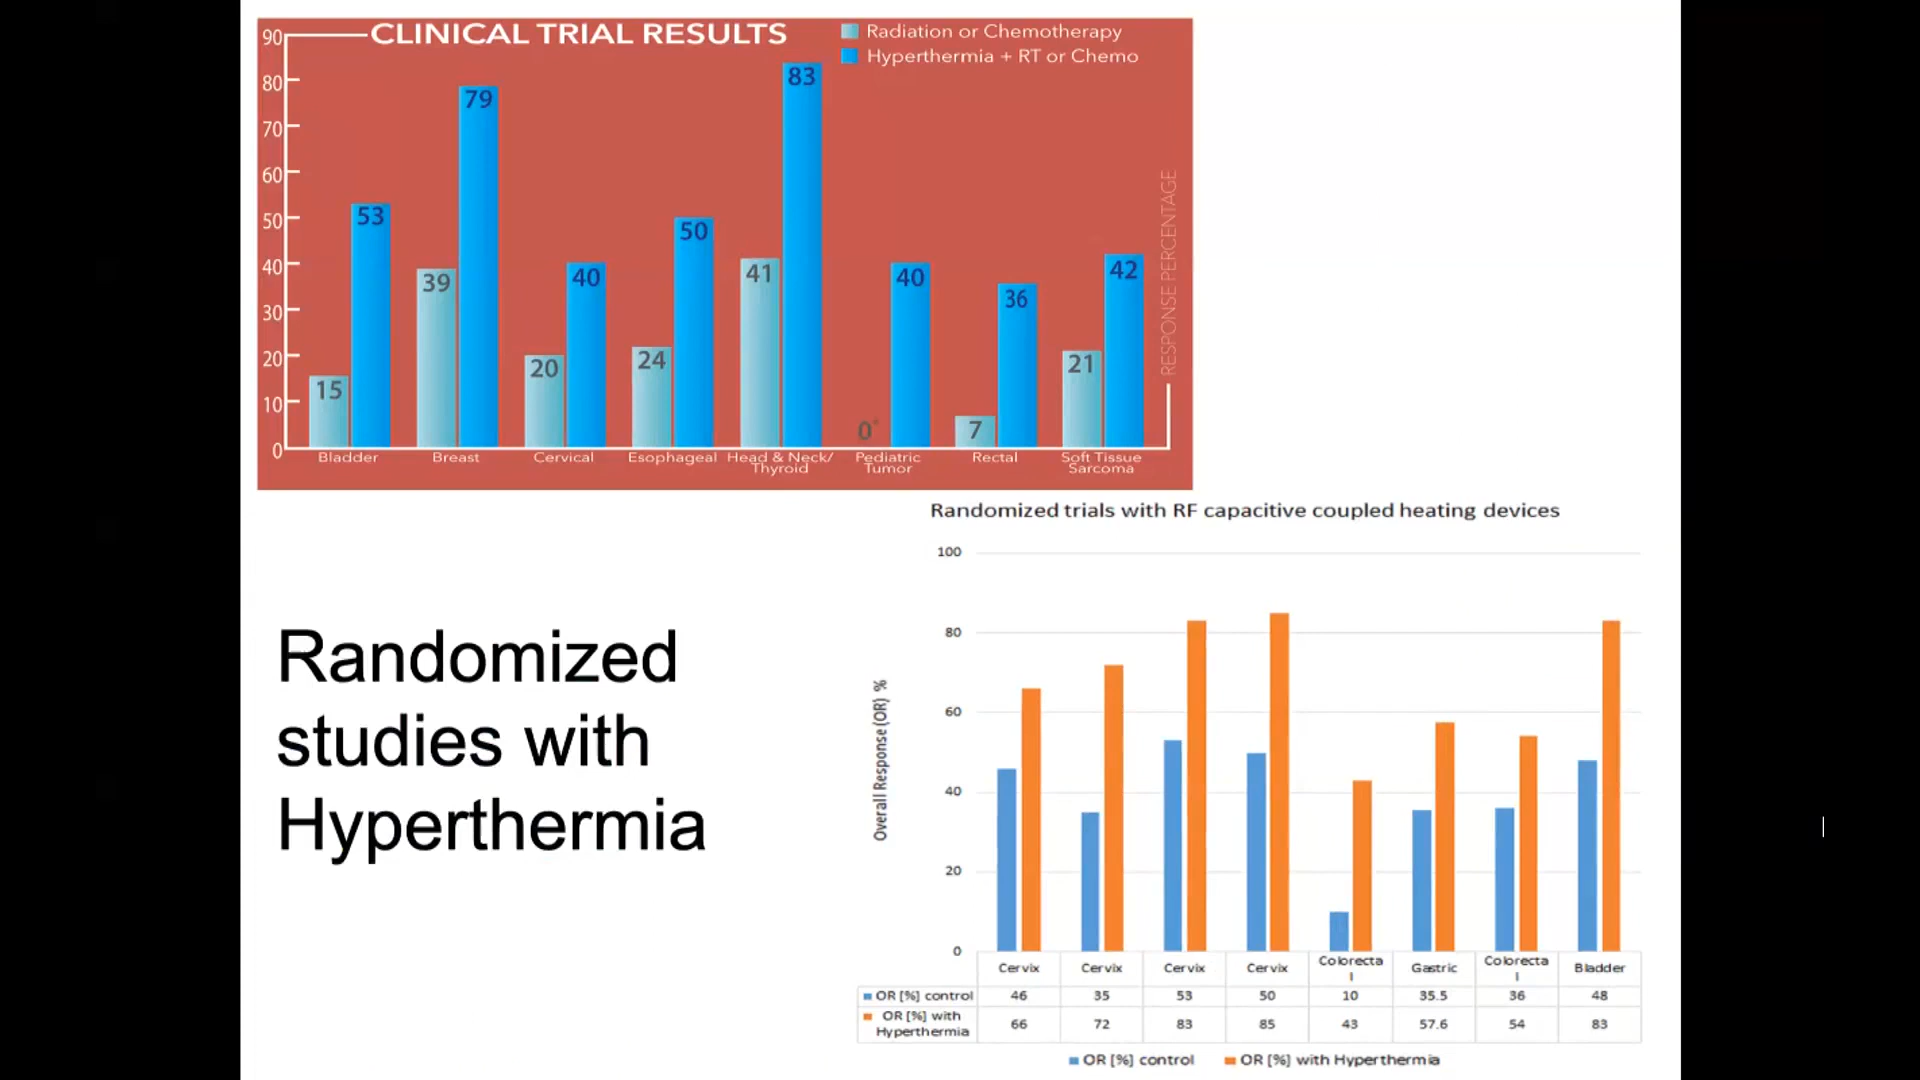 CLINICAL TRIAL RESULTS
Radiation or Chemotherapy
Hyperthermia + RT or Chemo
90
80
70
60
50
40
30
20
10
0
15
53
39
79
20
40
24
50
41
83
0*
40
7
36
21
42
RESPONSE PERCENTAGE
Bladder
Breast
Cervical
Esophageal
Head & Neck/
Thyroid
Pediatric
Tumor
Rectal
Soft Tissue
Sarcoma
Randomized
studies with
Hyperthermia
Randomized trials with RF capacitive coupled heating devices
Overall Response (OR) %
100
80
60
40
20
0
Cervix Cervix Cervix Cervix Colorecta Gastric Colorecta Bladder
l l
OR [%] control 46 35 53 50 10 35.5 36 48
OR [%] with
Hyperthermia 66 72 83 85 43 57.6 54 83
OR [%] control OR [%] with Hyperthermia